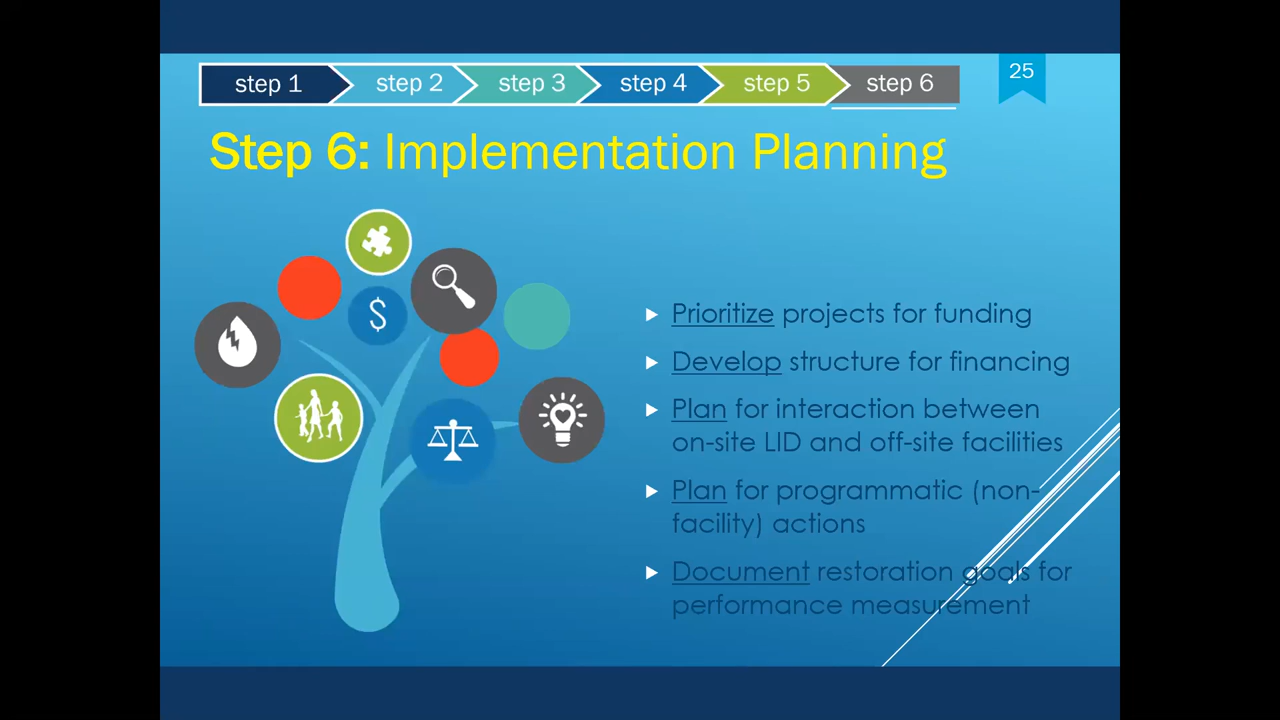 step 1
step 2
step 3
step 4
step 5
step 6
25
Step 6: Implementation Planning
$
Prioritize projects for funding
Develop structure for financing
Plan for interaction between
on-site LID and off-site facilities
Plan for programmatic (non-
facility) actions
Document restoration goals for
performance measurement